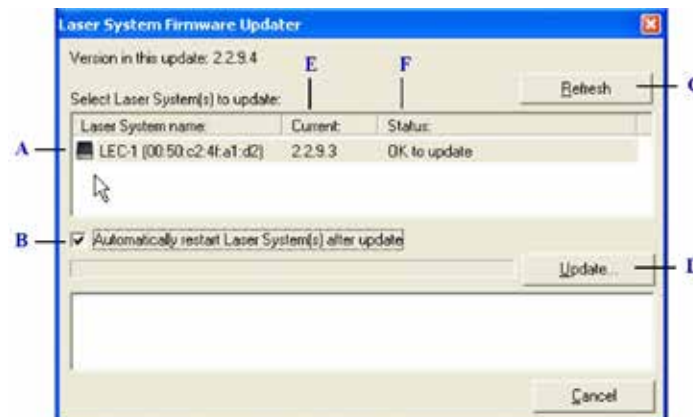 Laser System Firmware Updater
Version in this update: 2.2.9.4
E F
Refresh
Select Laser System(s) to update:
Laser System name: Current: Status:
A LEC-1 (00:50:c2:4f:a1:d2) 2.2.9.3 OK to update
B Automatically restart Laser System(s) after update
Update...
Cancel